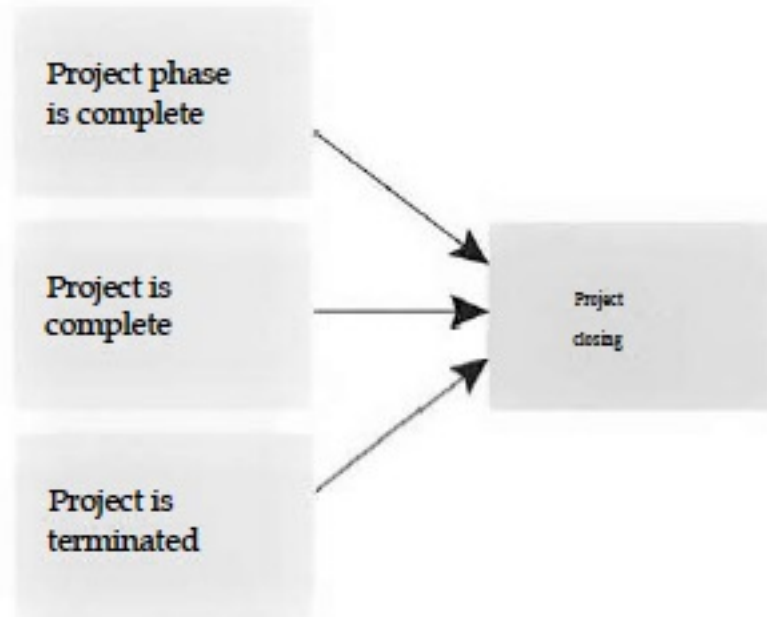 Project phase
is complete
Project is
complete
Project
closing
Project is
terminated